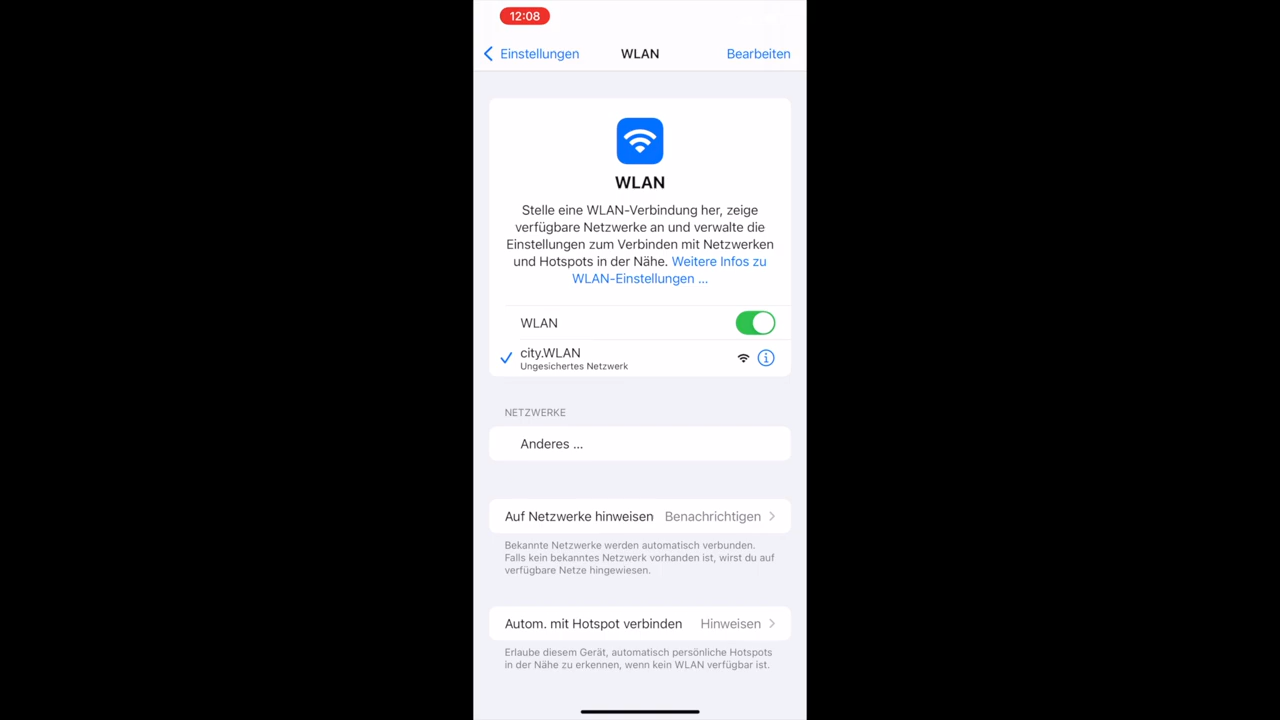 12:08
Einstellungen
WLAN
Bearbeiten
WLAN
Stelle eine WLAN-Verbindung her, zeige
verfügbare Netzwerke an und verwalte die
Einstellungen zum Verbinden mit Netzwerken
und Hotspots in der Nähe. Weitere Infos zu
WLAN-Einstellungen ...
WLAN
city.WLAN
Ungesichertes Netzwerk
NETZWERKE
Anderes ...
Auf Netzwerke hinweisen Benachrichtigen
Bekannte Netzwerke werden automatisch verbunden.
Falls kein bekanntes Netzwerk vorhanden ist, wirst du auf
verfügbare Netze hingewiesen.
Autom. mit Hotspot verbinden Hinweisen
Erlaube diesem Gerät, automatisch persönliche Hotspots
in der Nähe zu erkennen, wenn kein WLAN verfügbar ist.